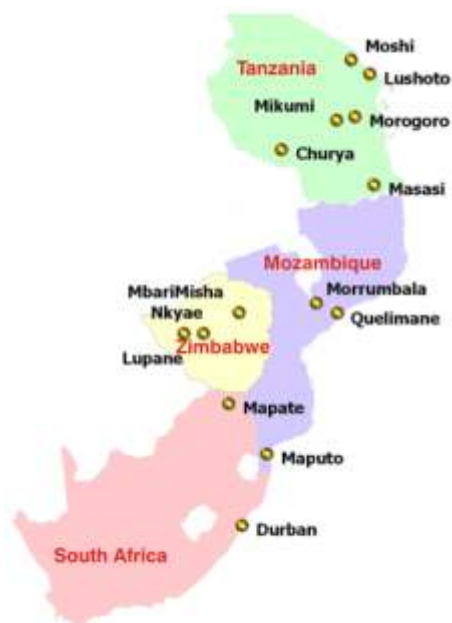 Moshi
Tanzania
Lushoto
Mikumi
Morogoro
Churya
Masasi
Mozambique
MbariMisha
Morrumbala
Nkyae
Quelimane
Zimbabwe
Lupane
Mapate
Maputo
Durban
South Africa